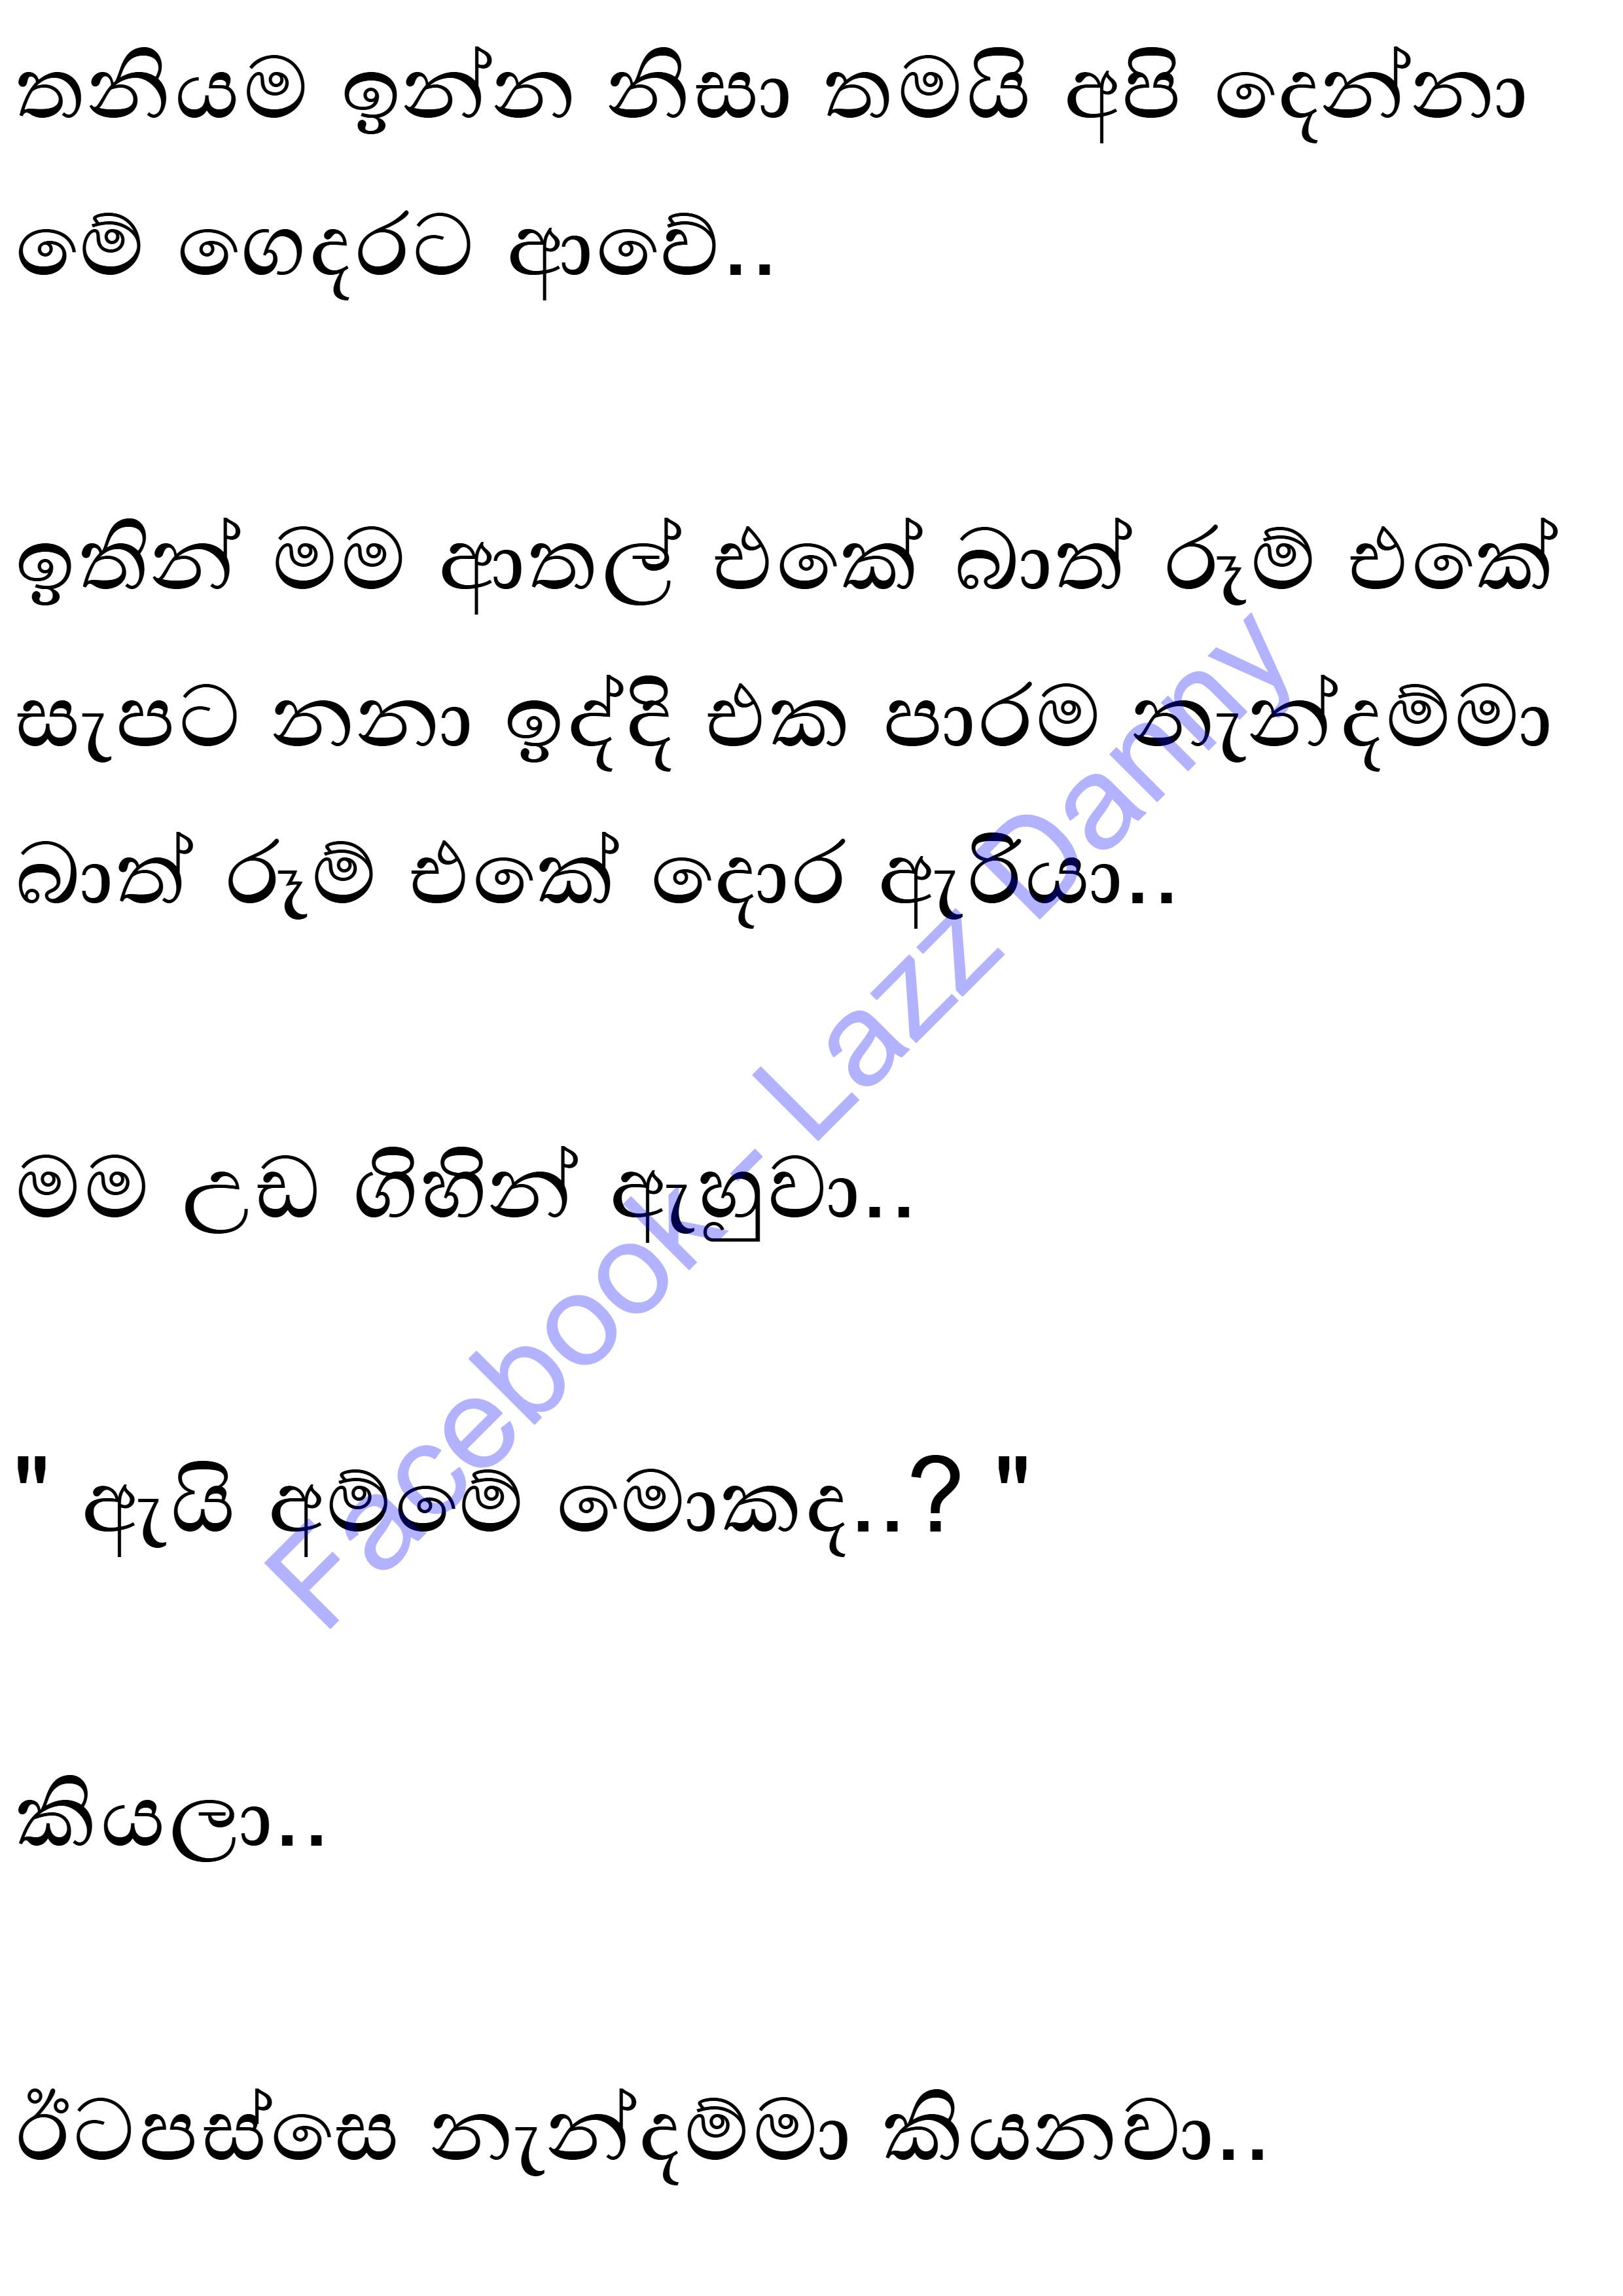 තනියම ඉන්න නිසා තමයි අපි දෙන්නා
මේ ගෙදරට ආවේ..
ඉතින් මම ආතල් එකේ බාත් රූම් එකේ
සැපට නනා ඉද්දි එක පාරම නැන්දම්මා
බාත් රූම් එකේ දොර ඇරියා..
මම උඩ ගිහින් ඇහුවා..
" ඇයි අම්මේ මොකද..? "
කියලා..
ඊටපස්සෙ නැන්දම්මා කියනවා..
Facebook - Lazz Damy